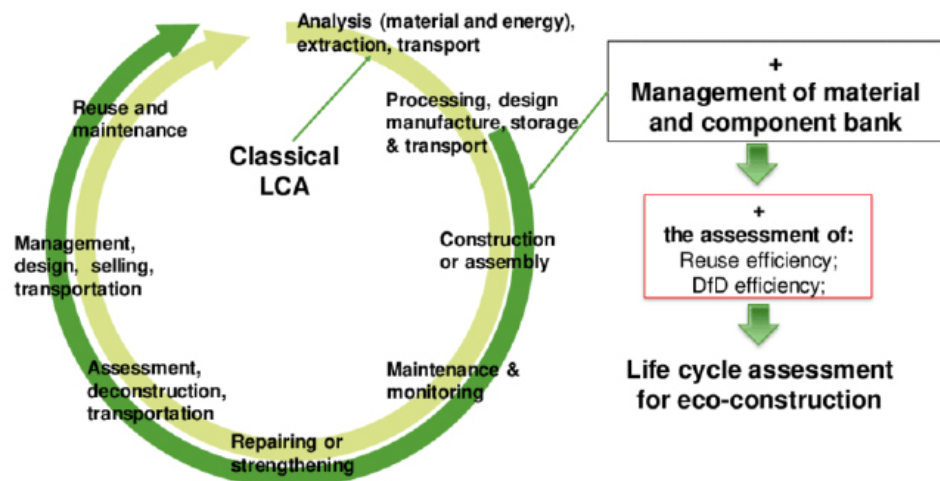 Analysis (material and energy),
extraction, transport
Processing, design
manufacture, storage
& transport
Construction
or assembly
Maintenance &
monitoring
Repairing or
strengthening
Assessment,
deconstruction,
transportation
Management,
design, selling,
transportation
Reuse and
maintenance
Classical
LCA
+
Management of material
and component bank
+
the assessment of:
Reuse efficiency;
DfD efficiency;
Life cycle assessment
for eco-construction